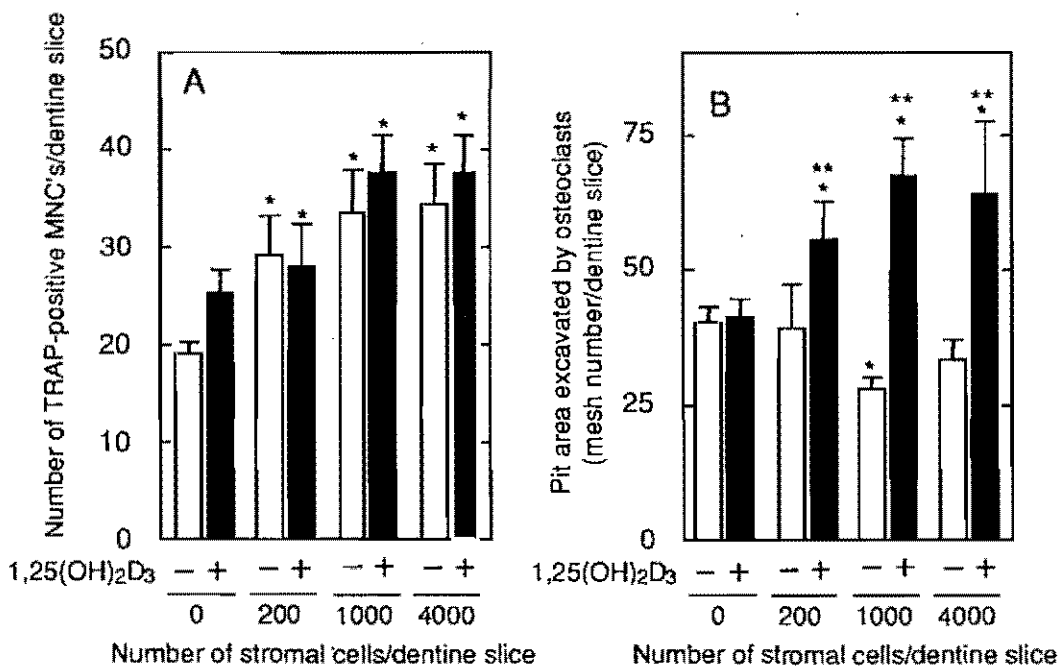 A
Number of TRAP-positive MNC's/dentine slice
50
40
30
20
10
0
* * * * * *
1,25(OH)₂D₃ − + − + − + − +
0 200 1000 4000
Number of stromal cells/dentine slice
B
Pit area excavated by osteoclasts
(mesh number/dentine slice)
75
50
25
0
** ** **
* * * *
1,25(OH)₂D₃ − + − + − + − +
0 200 1000 4000
Number of stromal cells/dentine slice